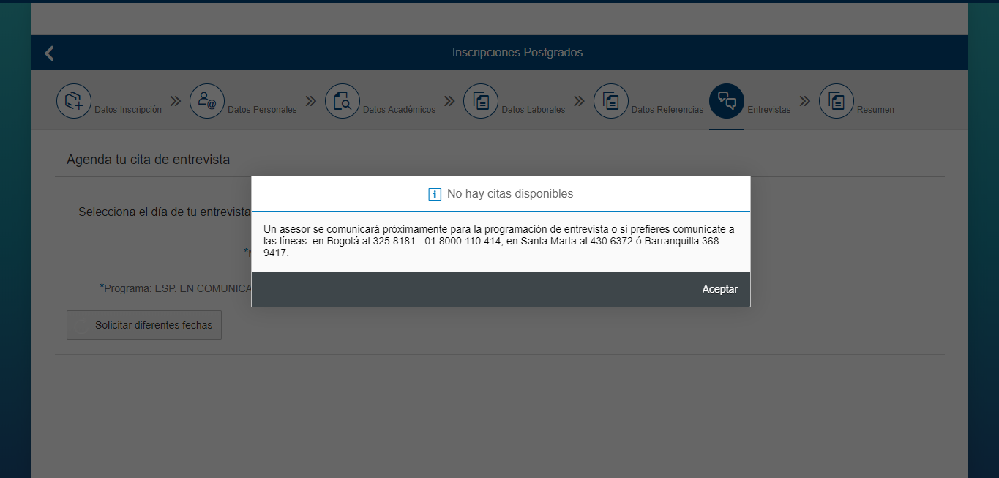 Inscripciones Postgrados
Datos Inscripción
Datos Personales
Datos Académicos
Datos Laborales
Datos Referencias
Entrevistas
Resumen
Agenda tu cita de entrevista
No hay citas disponibles
Selecciona el día de tu entrevista
Un asesor se comunicará próximamente para la programación de entrevista o si prefieres comunícate a
las líneas: en Bogotá al 325 8181 - 01 8000 110 414, en Santa Marta al 430 6372 ó Barranquilla 368
9417.
*Programa: ESP. EN COMUNICA
Aceptar
Solicitar diferentes fechas